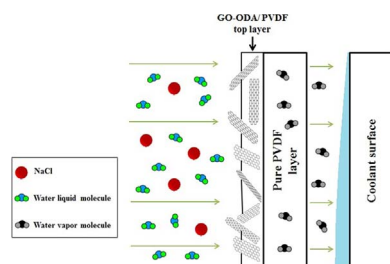 GO-ODA/ PVDF
top layer
Pure PVDF
layer
Coolant surface
NaCl
Water liquid molecule
Water vapor molecule